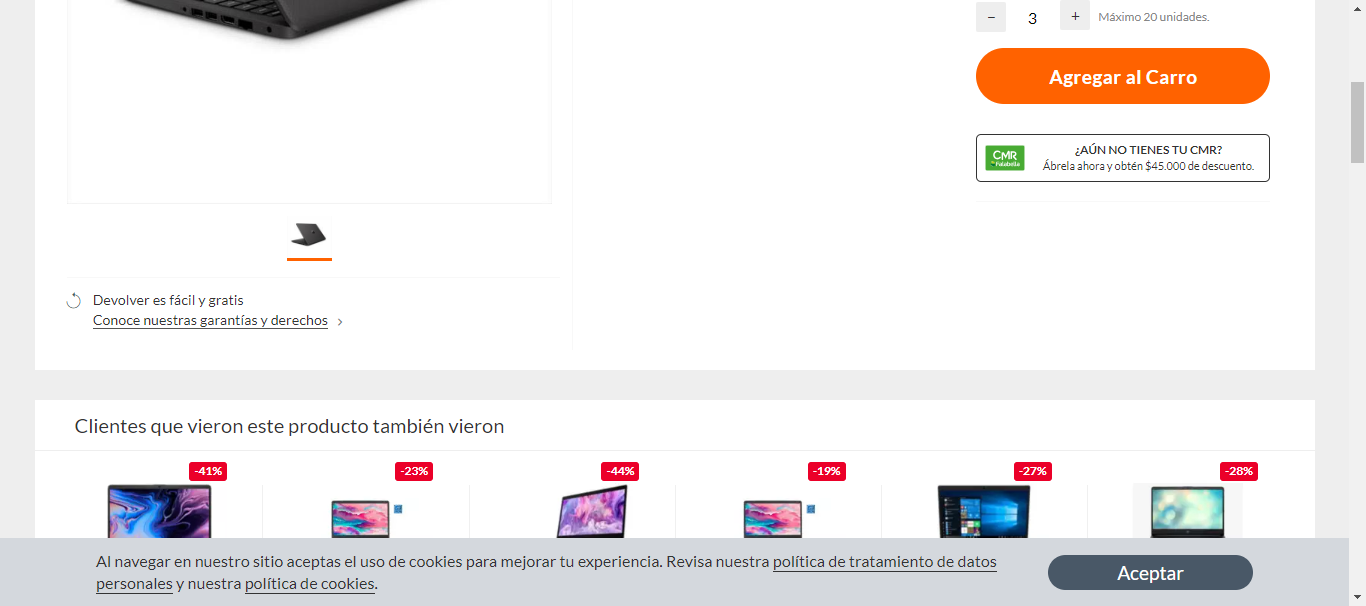 − 3 + Máximo 20 unidades.
Agregar al Carro
CMR
Falabella
¿AÚN NO TIENES TU CMR?
Ábrela ahora y obtén $45.000 de descuento.
Devolver es fácil y gratis
Conoce nuestras garantías y derechos
Clientes que vieron este producto también vieron
-41% -23% -44% -19% -27% -28%
Al navegar en nuestro sitio aceptas el uso de cookies para mejorar tu experiencia. Revisa nuestra política de tratamiento de datos
personales y nuestra política de cookies.
Aceptar